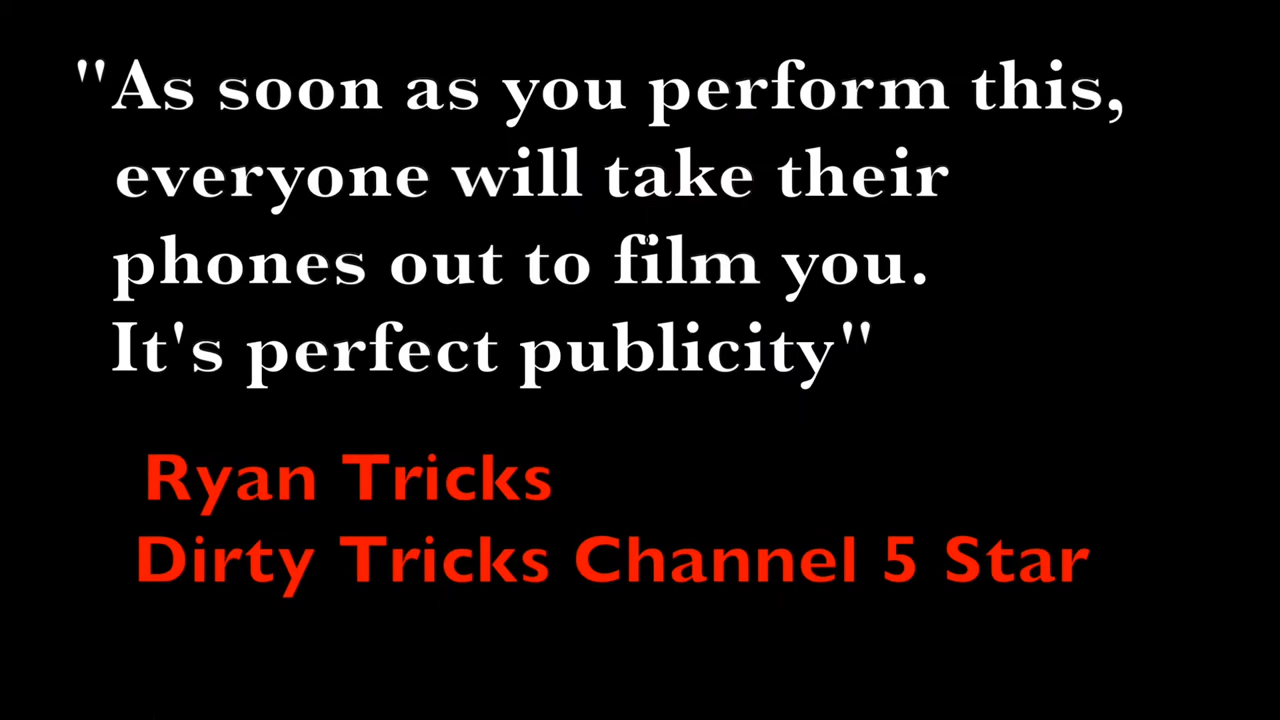 "As soon as you perform this,
everyone will take their
phones out to film you.
It's perfect publicity"
Ryan Tricks
Dirty Tricks Channel 5 Star